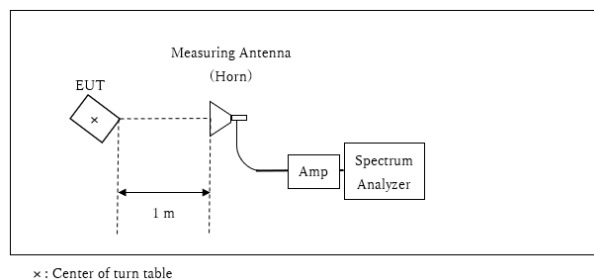 Measuring Antenna
(Horn)
EUT
×
Amp
Spectrum
Analyzer
1 m
× : Center of turn table